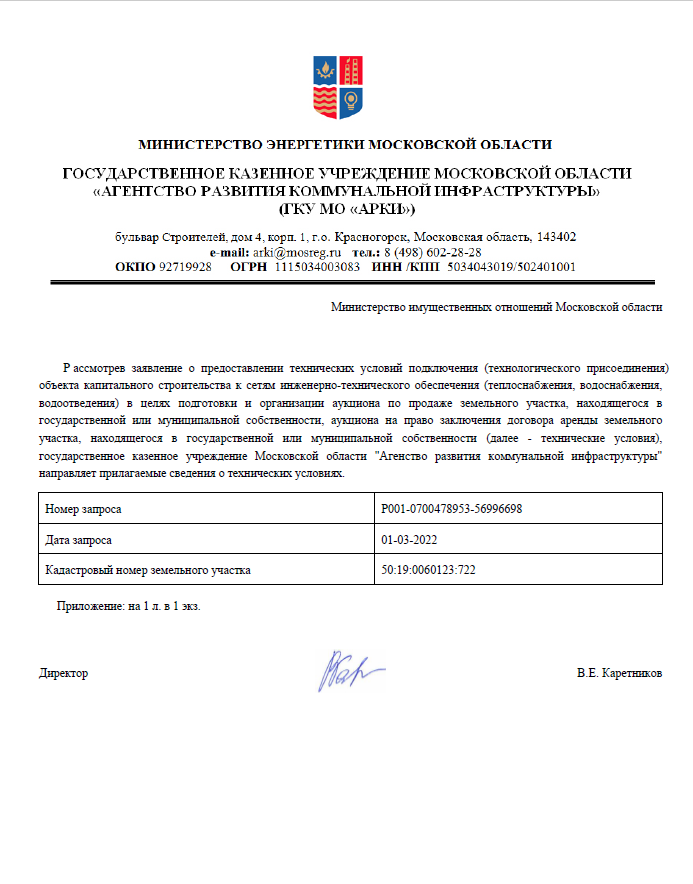 МИНИСТЕРСТВО ЭНЕРГЕТИКИ МОСКОВСКОЙ ОБЛАСТИ
ГОСУДАРСТВЕННОЕ КАЗЕННОЕ УЧРЕЖДЕНИЕ МОСКОВСКОЙ ОБЛАСТИ
«АГЕНТСТВО РАЗВИТИЯ КОММУНАЛЬНОЙ ИНФРАСТРУКТУРЫ»
(ГКУ МО «АРКИ»)
бульвар Строителей, дом 4, корп. 1, г.о. Красногорск, Московская область, 143402
e-mail: arki@mosreg.ru тел.: 8 (498) 602-28-28
ОКПО 92719928 ОГРН 1115034003083 ИНН /КПП 5034043019/502401001
Министерство имущественных отношений Московской области
Р ассмотрев заявление о предоставлении технических условий подключения (технологического присоединения)
объекта капитального строительства к сетям инженерно-технического обеспечения (теплоснабжения, водоснабжения,
водоотведения) в целях подготовки и организации аукциона по продаже земельного участка, находящегося в
государственной или муниципальной собственности, аукциона на право заключения договора аренды земельного
участка, находящегося в государственной или муниципальной собственности (далее - технические условия),
государственное казенное учреждение Московской области "Агенство развития коммунальной инфраструктуры"
направляет прилагаемые сведения о технических условиях.
Номер запроса P001-0700478953-56996698
Дата запроса 01-03-2022
Кадастровый номер земельного участка 50:19:0060123:722
Приложение: на 1 л. в 1 экз.
Директор В.Е. Каретников